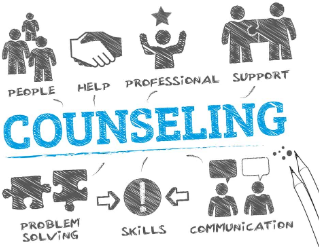 PEOPLE
HELP
PROFESSIONAL
SUPPORT
COUNSELING
PROBLEM
SOLVING
SKILLS
COMMUNICATION